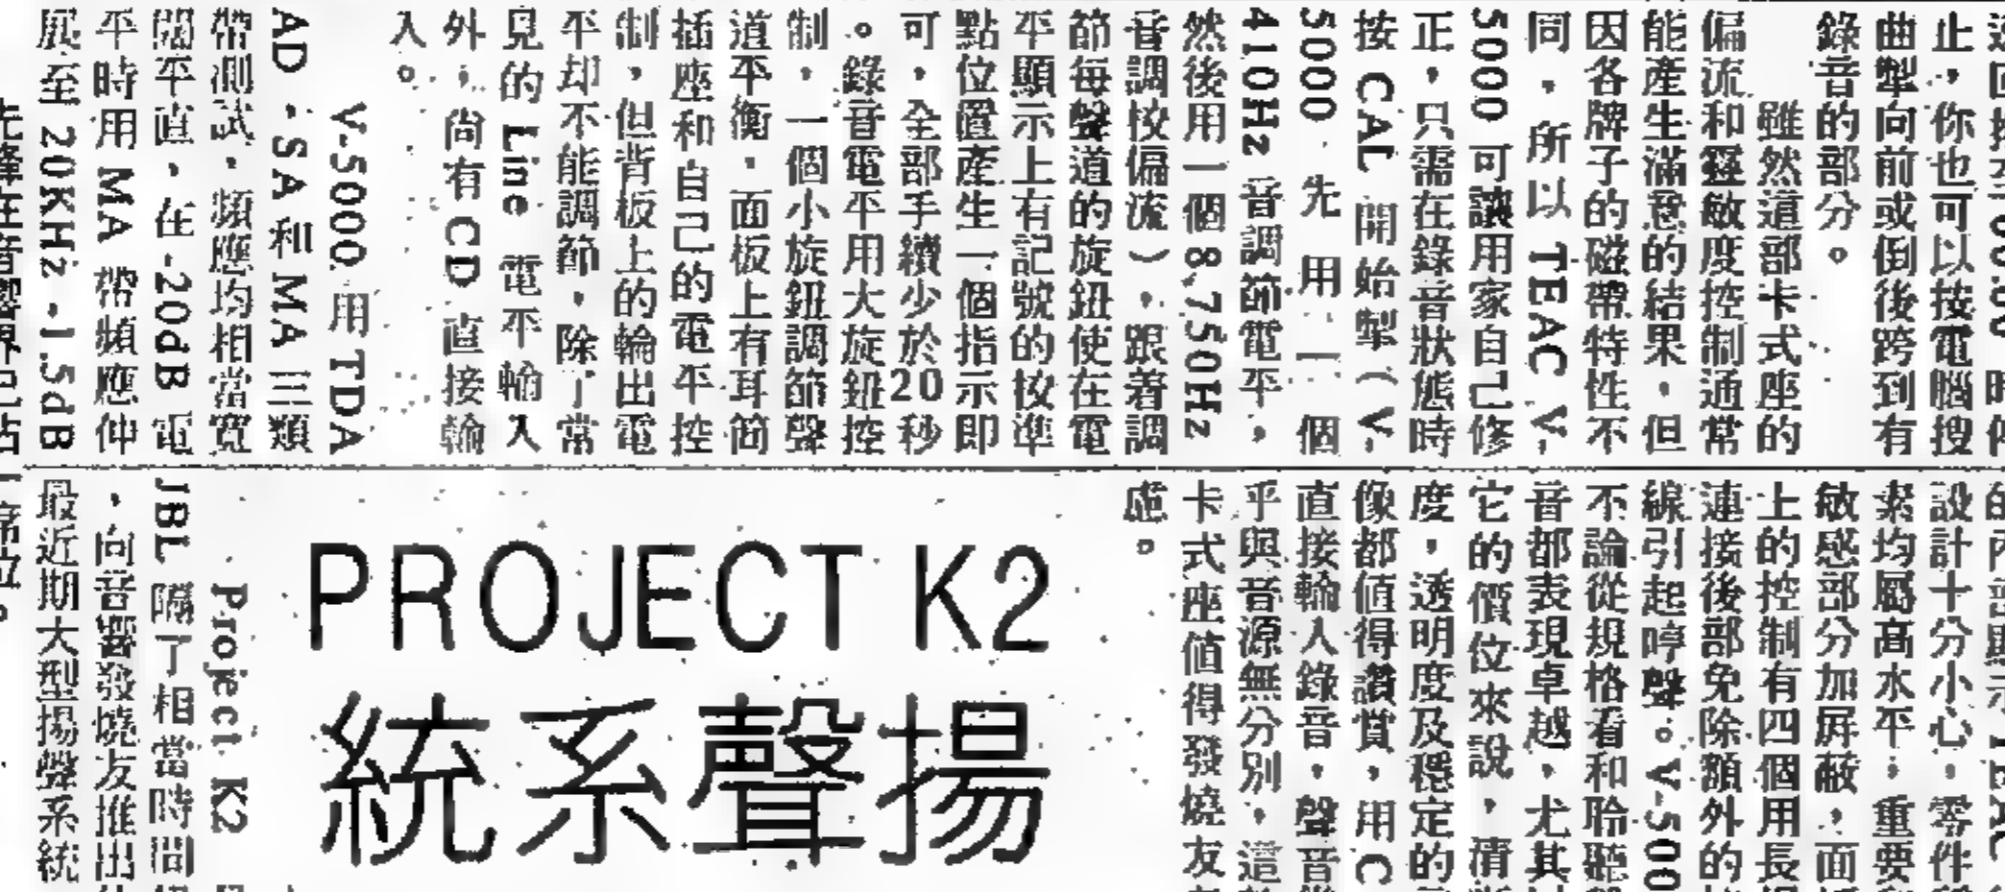 止，你也可以按電腦搜
曲掣向前或倒後跨到有
錄音的部分。
雖然這部卡式座的
偏流和靈敏度控制通常
能產生滿意的結果，但
因各牌子的磁帶特性不
同，所以 TEAC V-
5000 可讓用家自己修
正，只需在錄音狀態時
按 CAL 開始掣（V-
5000 先用一個
410Hz 音調節電平，
然後用一個8,750Hz
音調校偏流），跟着調
節每聲道的旋鈕使在電
平顯示上有記號的校準
點位置產生一個指示即
可，全部手續少於20秒
。錄音電平用大旋鈕控
制，一個小旋鈕調節聲
道平衡，面板上有耳筒
插座和自己的電平控
制，但背板上的輸出電
平却不能調節，除了常
見的 Line 電平輸入
外，尚有 CD 直接輸
入。
V-5000 用 TDA
AD，SA和MA三類
帶測試，頻應均相當寬
闊平直，在-20dB 電
平時用 MA 帶頻應伸
展至 20KHz -1.5dB
設計十分小心，零件
素均屬高水平，重要
敏感部分加屏蔽，面
上的控制有四個用長
連接後部免除額外的
線引起哼聲。V-500
不論從規格看和聆聽
音都表現卓越，尤其
它的價位來說，清
度，透明度及穩定的
像都值得讚賞，用C
直接輸入錄音，聲音
乎與音源無分別，這
卡式座值得發燒友
慮。
PROJECT K2
統系聲揚
Project K2
JBL 隔了相當時間
，向音響發燒友推出
最近期大型揚聲系統